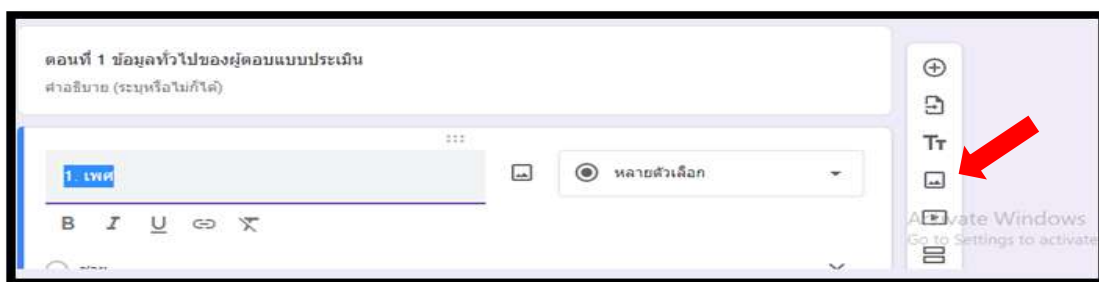 ตอนที่ 1 ข้อมูลทั่วไปของผู้ตอบแบบประเมิน
คำอธิบาย (ระบุหรือไม่ก็ได้)
1. เพศ
หลายตัวเลือก
B I U
Tт
Activate Windows
Go to Settings to activate